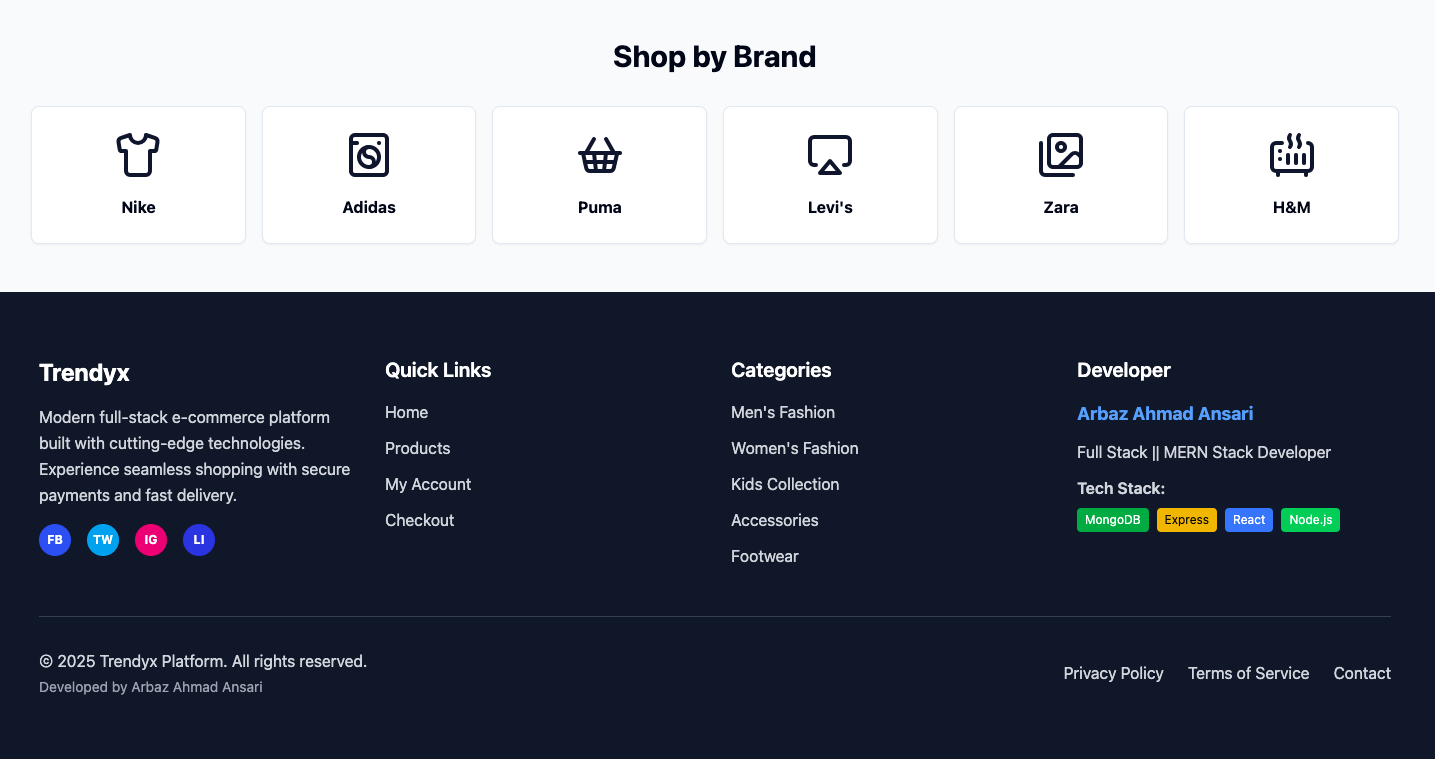 Shop by Brand
Nike
Adidas
Puma
Levi's
Zara
H&M
Trendyx
Modern full-stack e-commerce platform
built with cutting-edge technologies.
Experience seamless shopping with secure
payments and fast delivery.
FB
TW
IG
LI
Quick Links
Home
Products
My Account
Checkout
Categories
Men's Fashion
Women's Fashion
Kids Collection
Accessories
Footwear
Developer
Arbaz Ahmad Ansari
Full Stack || MERN Stack Developer
Tech Stack:
MongoDB
Express
React
Node.js
© 2025 Trendyx Platform. All rights reserved.
Developed by Arbaz Ahmad Ansari
Privacy Policy
Terms of Service
Contact